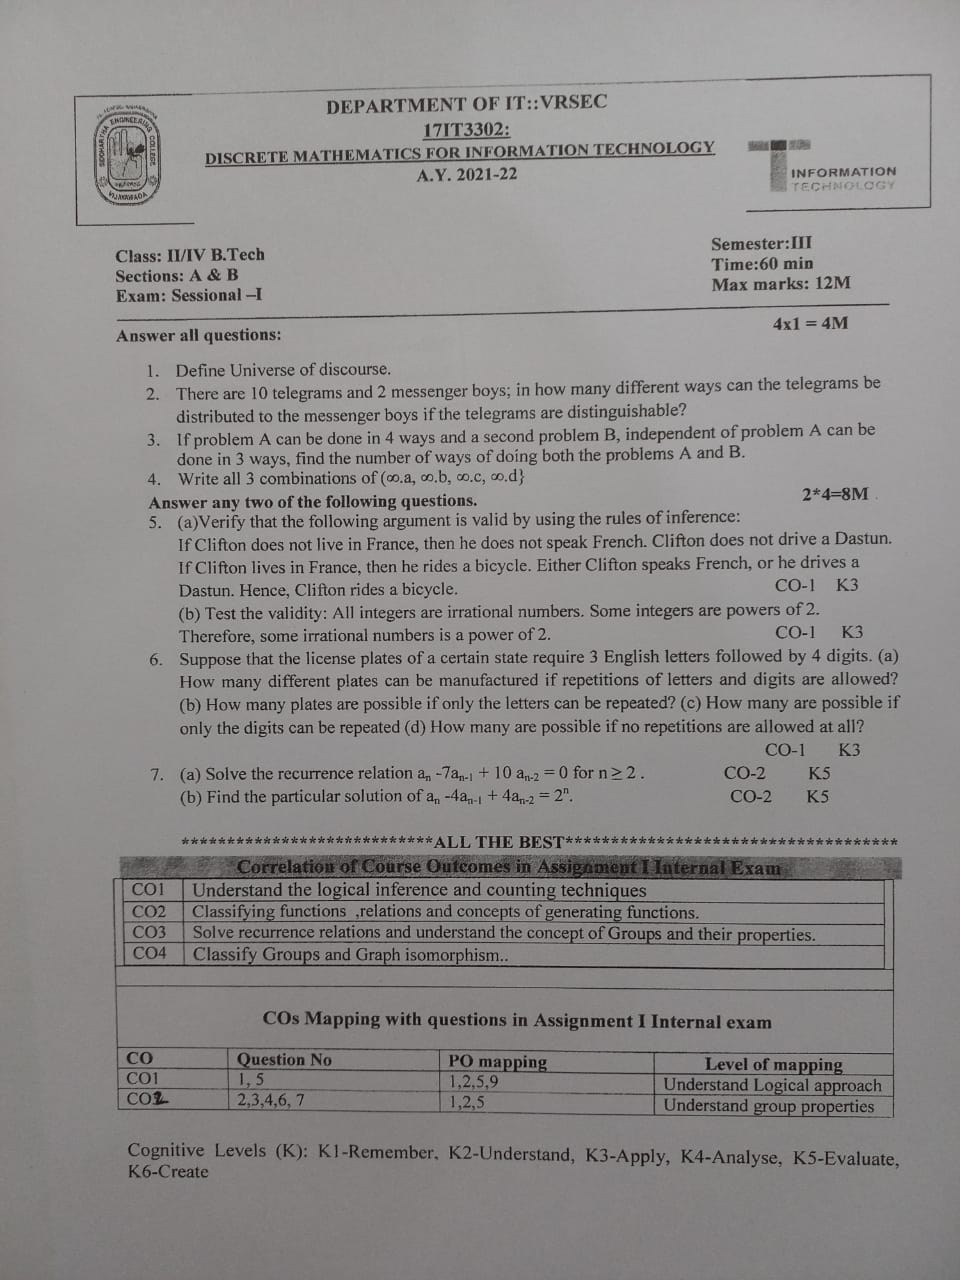 DEPARTMENT OF IT::VRSEC
17IT3302:
DISCRETE MATHEMATICS FOR INFORMATION TECHNOLOGY
A.Y. 2021-22
ENGINEERING
SIDDHARTHA
COLLEGE
VIJAYAWADA
INFORMATION
TECHNOLOGY
Class: II/IV B.Tech
Sections: A & B
Exam: Sessional –I
Semester:III
Time:60 min
Max marks: 12M
Answer all questions:
4x1 = 4M
1. Define Universe of discourse.
2. There are 10 telegrams and 2 messenger boys; in how many different ways can the telegrams be
distributed to the messenger boys if the telegrams are distinguishable?
3. If problem A can be done in 4 ways and a second problem B, independent of problem A can be
done in 3 ways, find the number of ways of doing both the problems A and B.
4. Write all 3 combinations of (∞.a, ∞.b, ∞.c, ∞.d}
Answer any two of the following questions. 2*4=8M
5. (a)Verify that the following argument is valid by using the rules of inference:
If Clifton does not live in France, then he does not speak French. Clifton does not drive a Dastun.
If Clifton lives in France, then he rides a bicycle. Either Clifton speaks French, or he drives a
Dastun. Hence, Clifton rides a bicycle. CO-1 K3
(b) Test the validity: All integers are irrational numbers. Some integers are powers of 2.
Therefore, some irrational numbers is a power of 2. CO-1 K3
6. Suppose that the license plates of a certain state require 3 English letters followed by 4 digits. (a)
How many different plates can be manufactured if repetitions of letters and digits are allowed?
(b) How many plates are possible if only the letters can be repeated? (c) How many are possible if
only the digits can be repeated (d) How many are possible if no repetitions are allowed at all?
CO-1 K3
7. (a) Solve the recurrence relation aₙ -7aₙ₋₁ + 10 aₙ₋₂ = 0 for n ≥ 2 . CO-2 K5
(b) Find the particular solution of aₙ -4aₙ₋₁ + 4aₙ₋₂ = 2ⁿ. CO-2 K5
****************************ALL THE BEST*************************************
Correlation of Course Outcomes in Assignment I Internal Exam
CO1 Understand the logical inference and counting techniques
CO2 Classifying functions ,relations and concepts of generating functions.
CO3 Solve recurrence relations and understand the concept of Groups and their properties.
CO4 Classify Groups and Graph isomorphism..
COs Mapping with questions in Assignment I Internal exam
CO Question No PO mapping Level of mapping
CO1 1, 5 1,2,5,9 Understand Logical approach
CO2 2,3,4,6, 7 1,2,5 Understand group properties
Cognitive Levels (K): K1-Remember, K2-Understand, K3-Apply, K4-Analyse, K5-Evaluate,
K6-Create